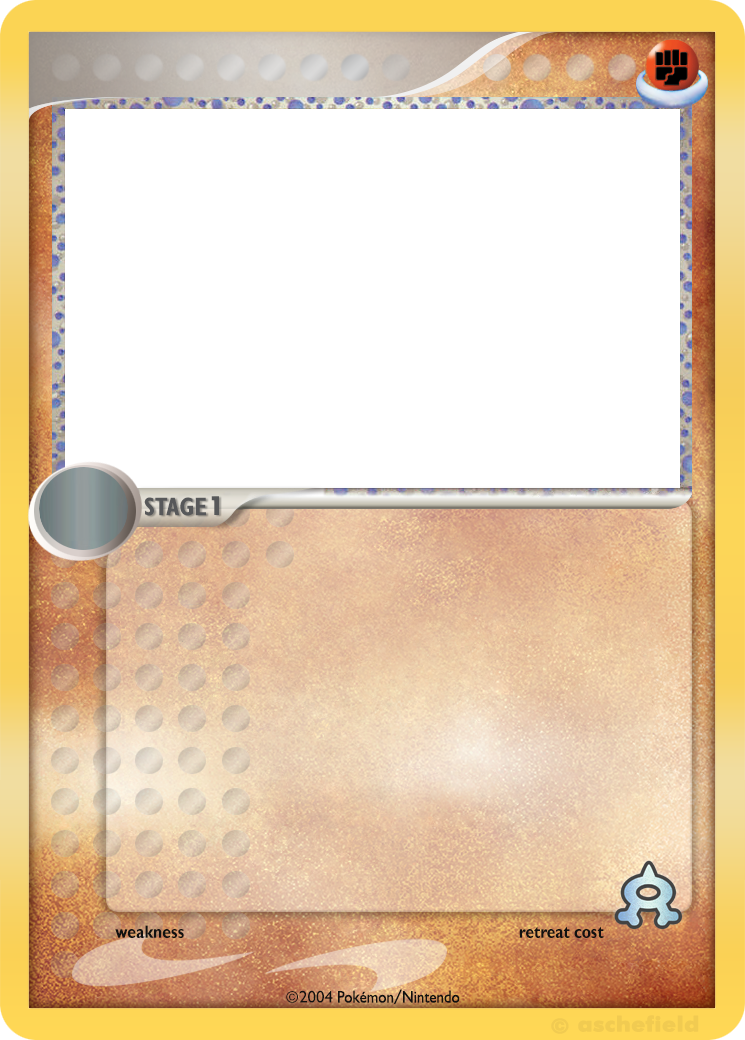 STAGE 1
weakness
retreat cost
©2004 Pokémon/Nintendo
© aschefield